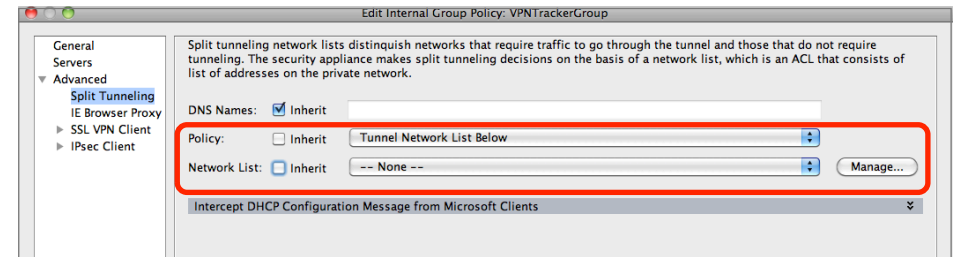 Edit Internal Group Policy: VPNTrackerGroup
General
Servers
Advanced
Split Tunneling
IE Browser Proxy
SSL VPN Client
IPsec Client
Split tunneling network lists distinquish networks that require traffic to go through the tunnel and those that do not require
tunneling. The security appliance makes split tunneling decisions on the basis of a network list, which is an ACL that consists of
list of addresses on the private network.
DNS Names: Inherit
Policy: Inherit Tunnel Network List Below
Network List: Inherit -- None -- Manage...
Intercept DHCP Configuration Message from Microsoft Clients